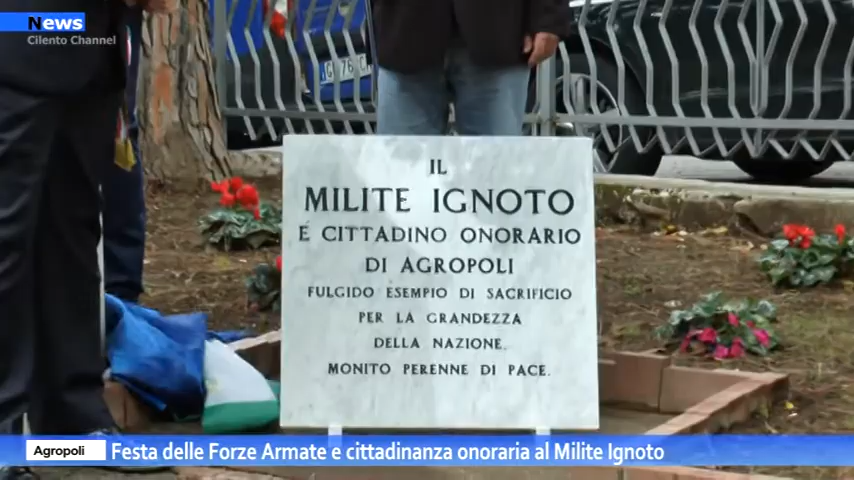 News
Cilento Channel
IL
MILITE IGNOTO
É CITTADINO ONORARIO
DI AGROPOLI
FULGIDO ESEMPIO DI SACRIFICIO
PER LA GRANDEZZA
DELLA NAZIONE.
MONITO PERENNE DI PACE.
Agropoli
Festa delle Forze Armate e cittadinanza onoraria al Milite Ignoto